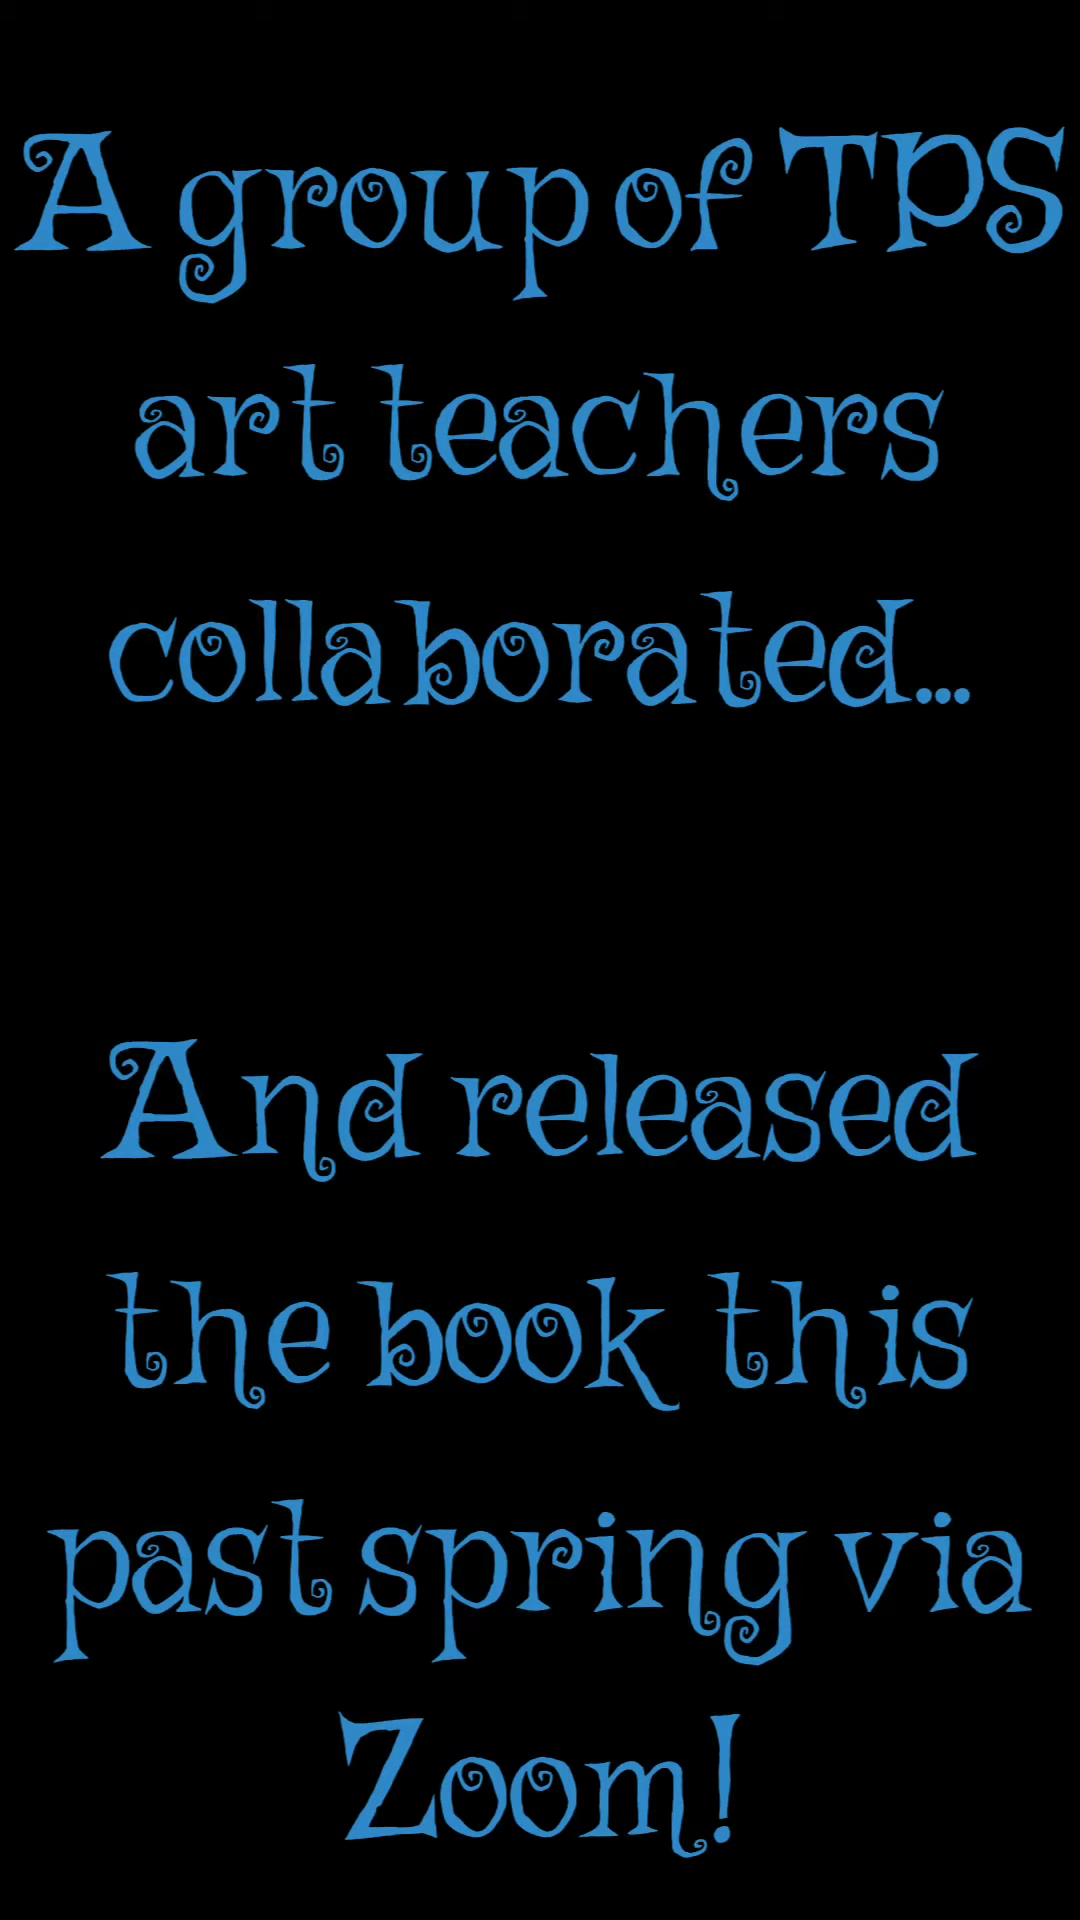 A group of TPS
art teachers
collaborated...
And released
the book this
past spring via
Zoom!